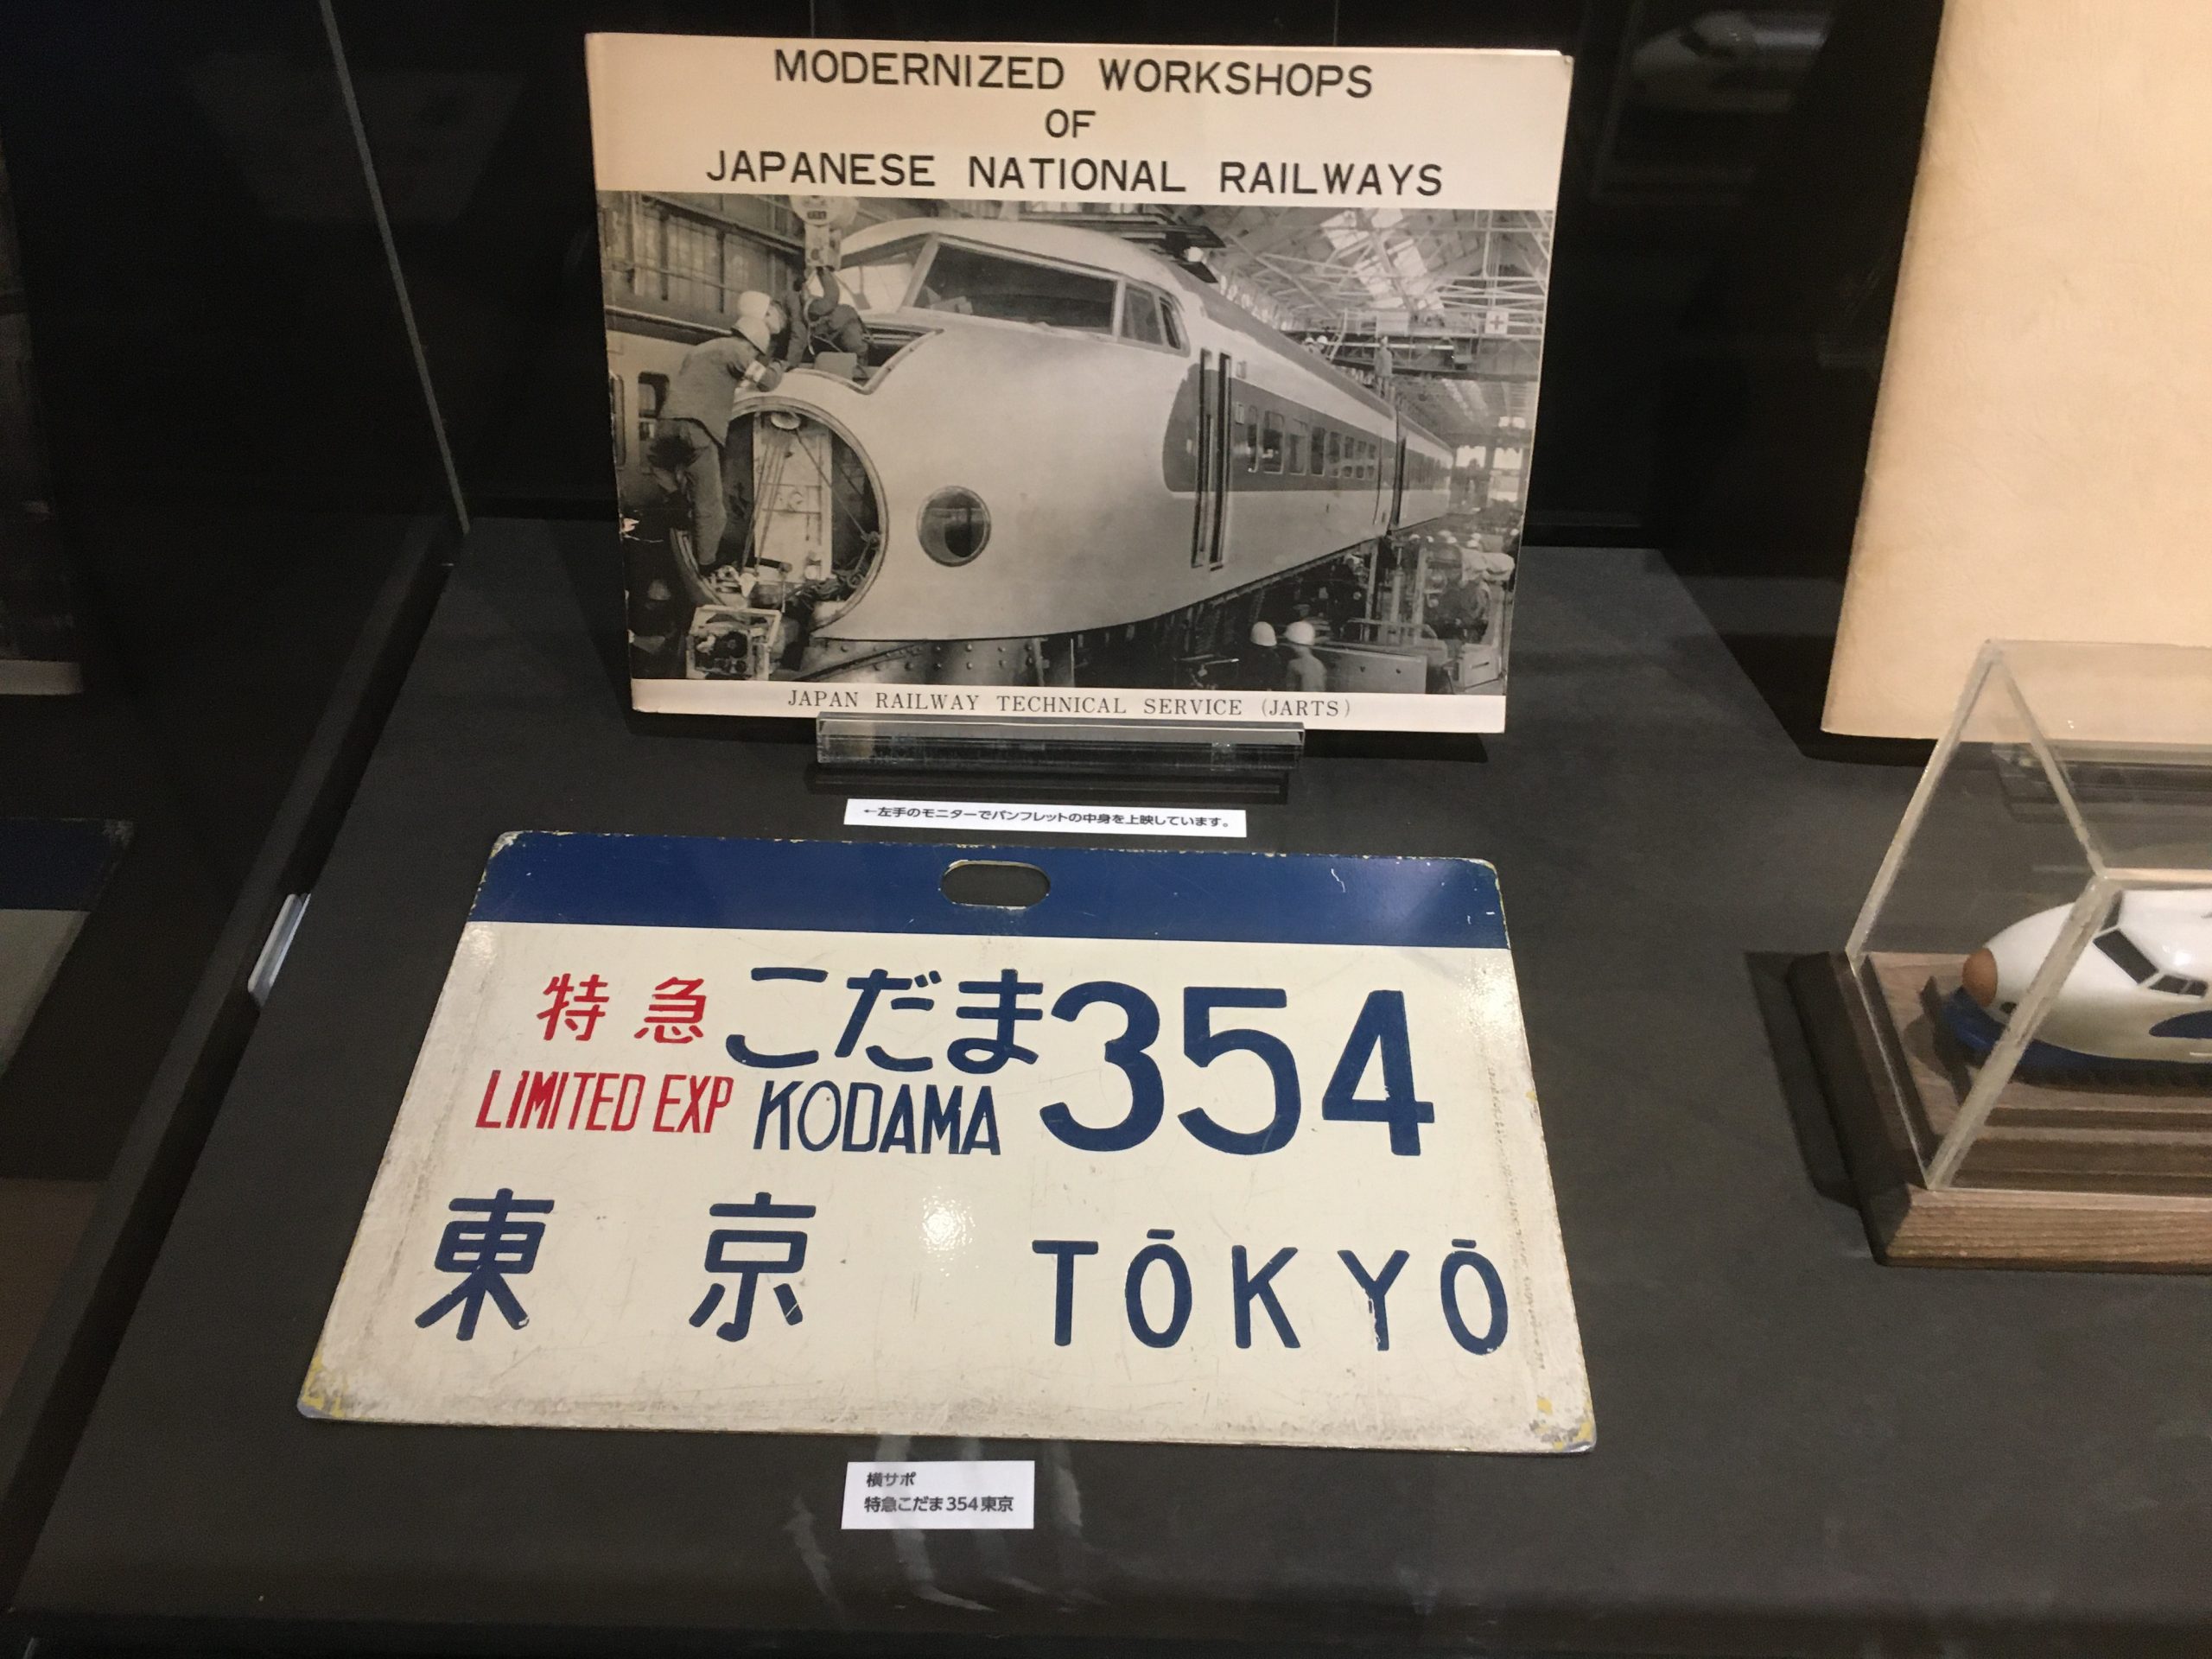 MODERNIZED WORKSHOPS
OF
JAPANESE NATIONAL RAILWAYS
JAPAN RAILWAY TECHNICAL SERVICE (JARTS)
←左手のモニターでパンフレットの中身を上映しています。
特急 こだま 354
LIMITED EXP KODAMA
東京 TŌKYŌ
横サボ
特急こだま354東京